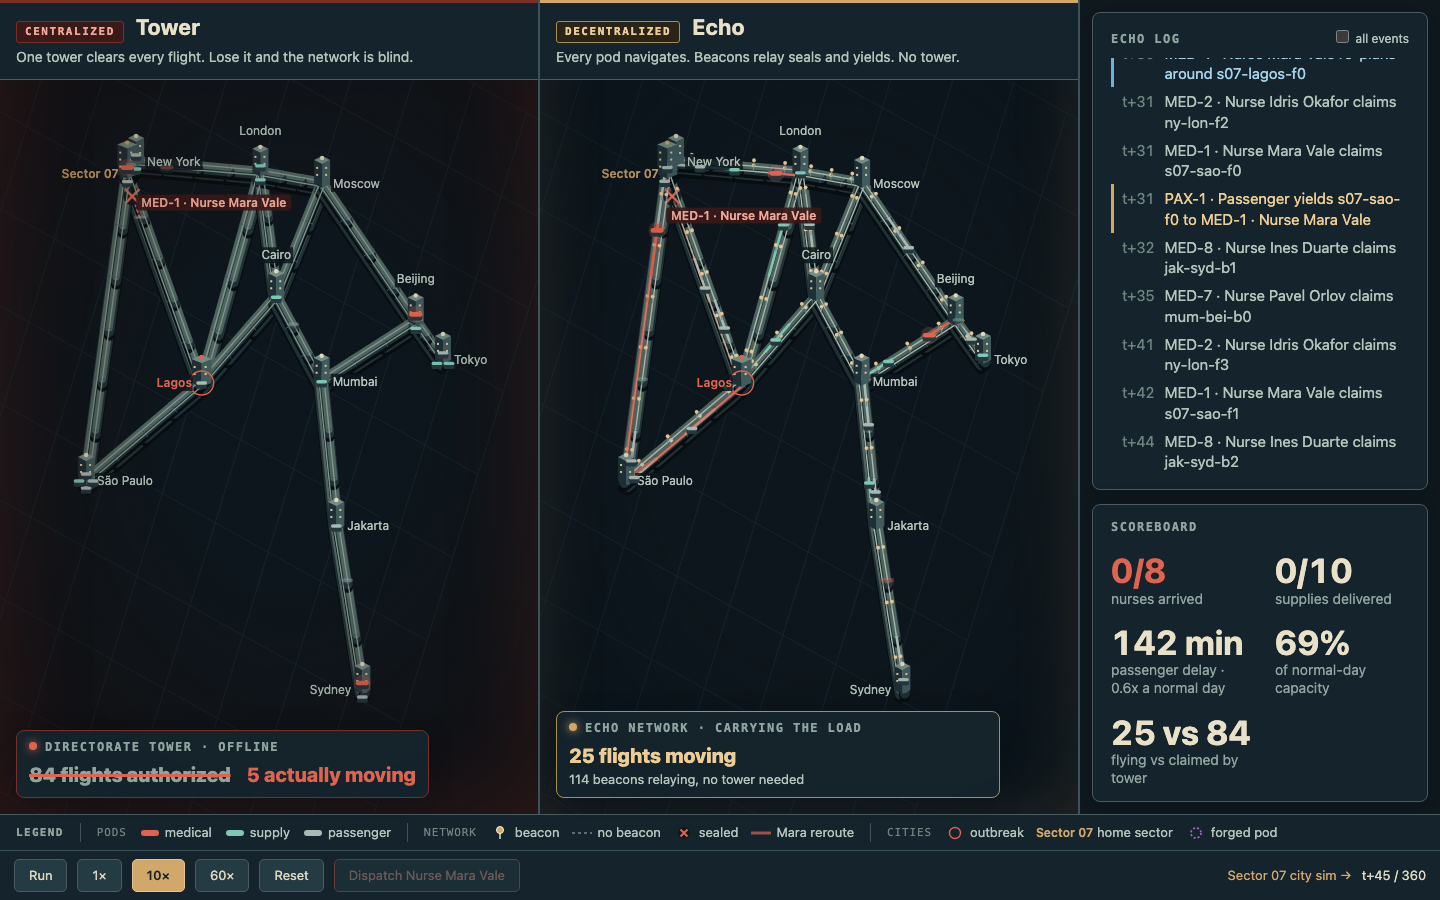 CENTRALIZED Tower
One tower clears every flight. Lose it and the network is blind.
London
New York
Sector 07
Moscow
MED-1 · Nurse Mara Vale
Cairo
Beijing
Tokyo
Lagos
Mumbai
São Paulo
Jakarta
Sydney
DIRECTORATE TOWER · OFFLINE
84 flights authorized 5 actually moving
DECENTRALIZED Echo
Every pod navigates. Beacons relay seals and yields. No tower.
London
New York
Sector 07
Moscow
MED-1 · Nurse Mara Vale
Cairo
Beijing
Tokyo
Lagos
Mumbai
São Paulo
Jakarta
Sydney
ECHO NETWORK · CARRYING THE LOAD
25 flights moving
114 beacons relaying, no tower needed
ECHO LOG all events
around s07-lagos-f0
t+31 MED-2 · Nurse Idris Okafor claims
ny-lon-f2
t+31 MED-1 · Nurse Mara Vale claims
s07-sao-f0
t+31 PAX-1 · Passenger yields s07-sao-
f0 to MED-1 · Nurse Mara Vale
t+32 MED-8 · Nurse Ines Duarte claims
jak-syd-b1
t+35 MED-7 · Nurse Pavel Orlov claims
mum-bei-b0
t+41 MED-2 · Nurse Idris Okafor claims
ny-lon-f3
t+42 MED-1 · Nurse Mara Vale claims
s07-sao-f1
t+44 MED-8 · Nurse Ines Duarte claims
jak-syd-b2
SCOREBOARD
0/8 0/10
nurses arrived supplies delivered
142 min 69%
passenger delay · of normal-day
0.6x a normal day capacity
25 vs 84
flying vs claimed by
tower
LEGEND PODS medical supply passenger NETWORK beacon no beacon sealed Mara reroute CITIES outbreak Sector 07 home sector forged pod
Run 1× 10× 60× Reset Dispatch Nurse Mara Vale Sector 07 city sim → t+45 / 360